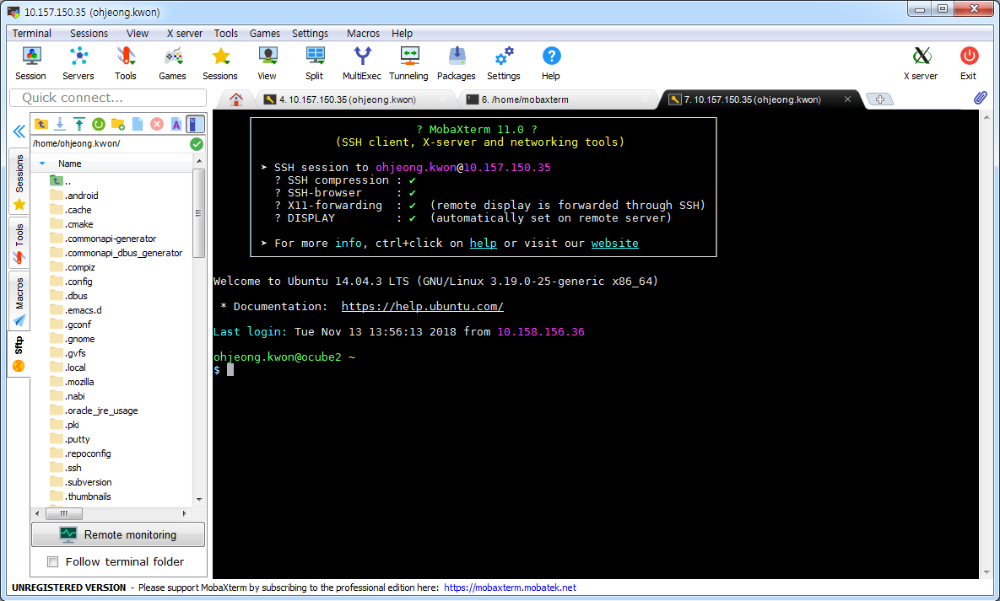 10.157.150.35 (ohjeong.kwon)
Terminal Sessions View X server Tools Games Settings Macros Help
Session Servers Tools Games Sessions View Split MultiExec Tunneling Packages Settings Help X server Exit
Quick connect...
4. 10.157.150.35 (ohjeong.kwon) 6. /home/mobaxterm 7. 10.157.150.35 (ohjeong.kwon)
/home/ohjeong.kwon/
Name
..
.android
.cache
.cmake
.commonapi-generator
.commonapi_dbus_generator
.compiz
.config
.dbus
.emacs.d
.gconf
.gnome
.gvfs
.local
.mozilla
.nabi
.oracle_jre_usage
.pki
.putty
.repoconfig
.ssh
.subversion
.thumbnails
Remote monitoring
Follow terminal folder
Sessions
Tools
Macros
Sftp
? MobaXterm 11.0 ?
(SSH client, X-server and networking tools)
➤ SSH session to ohjeong.kwon@10.157.150.35
? SSH compression : ✔
? SSH-browser : ✔
? X11-forwarding : ✔ (remote display is forwarded through SSH)
? DISPLAY : ✔ (automatically set on remote server)
➤ For more info, ctrl+click on help or visit our website
Welcome to Ubuntu 14.04.3 LTS (GNU/Linux 3.19.0-25-generic x86_64)
* Documentation: https://help.ubuntu.com/
Last login: Tue Nov 13 13:56:13 2018 from 10.158.156.36
ohjeong.kwon@ocube2 ~
$
UNREGISTERED VERSION - Please support MobaXterm by subscribing to the professional edition here: https://mobaxterm.mobatek.net